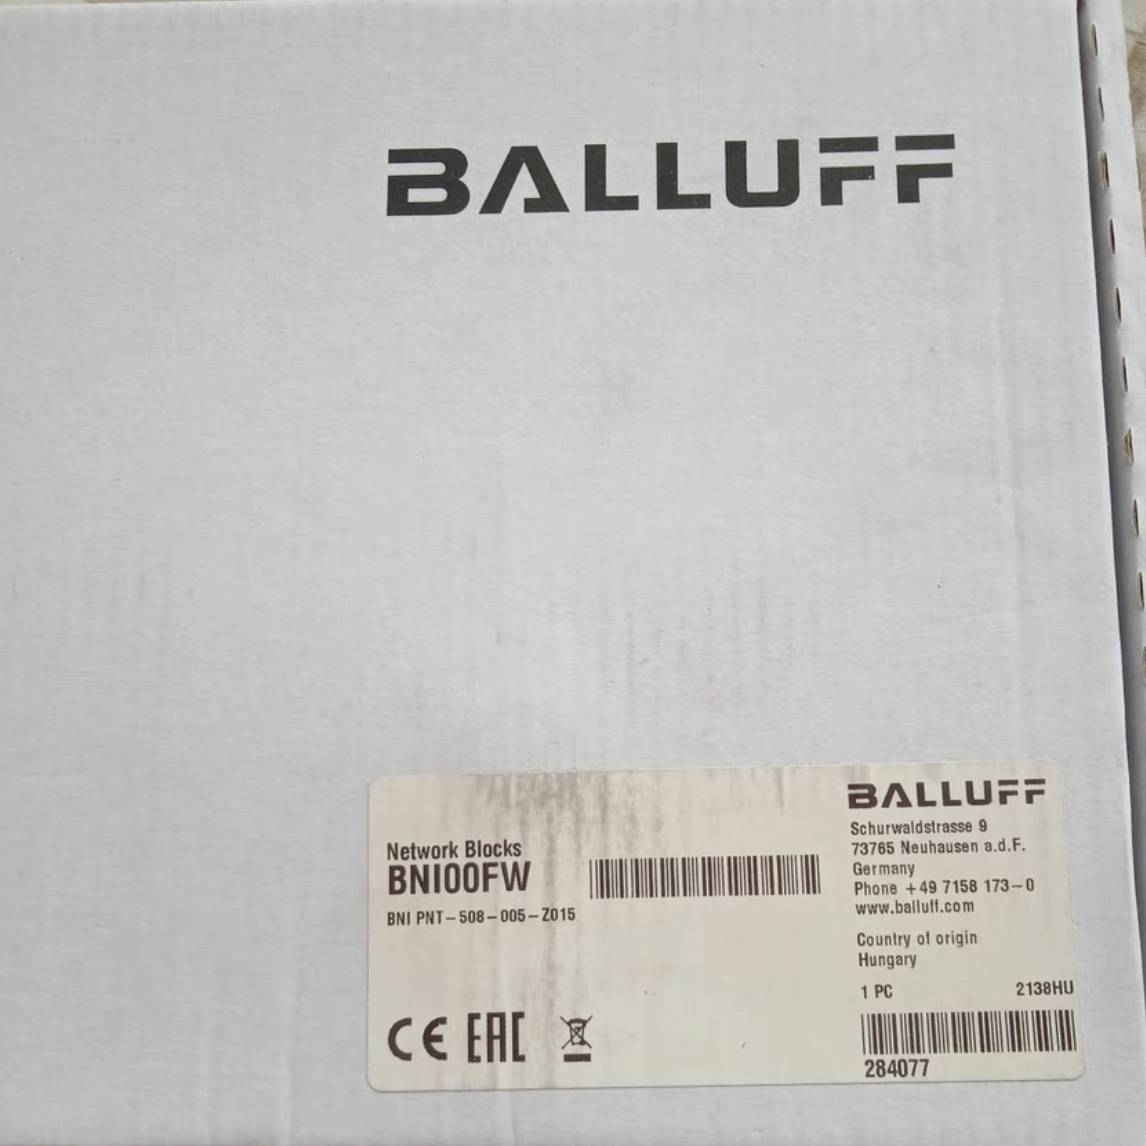 BALLUFF
BALLUFF
Schurwaldstrasse 9
73765 Neuhausen a.d.F.
Germany
Phone +49 7158 173-0
www.balluff.com
Network Blocks
BNI00FW
BNI PNT-508-005-Z015
Country of origin
Hungary
1 PC 2138HU
CE EAC
284077